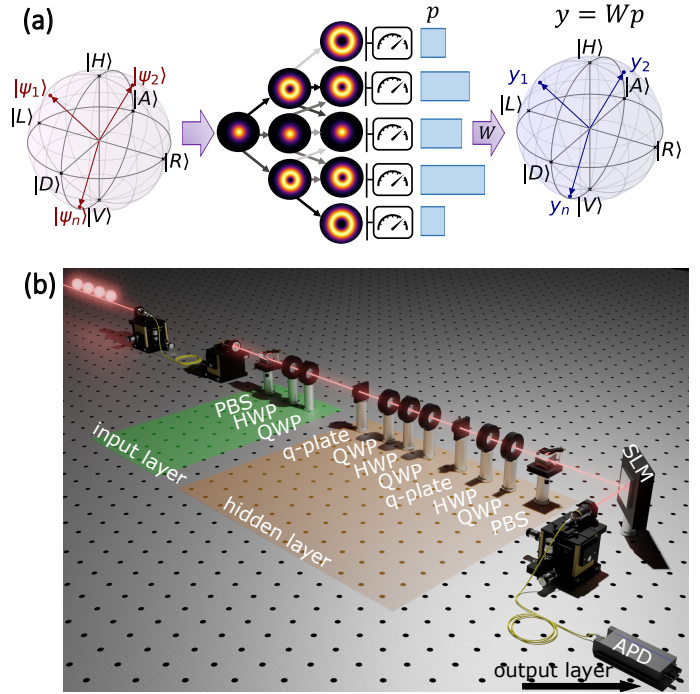 (a)
p
y = Wp
|H⟩
|ψ₁⟩
|ψ₂⟩
|L⟩
|A⟩
|R⟩
|D⟩
|ψₙ⟩
|V⟩
W
|H⟩
y₁
y₂
|L⟩
|A⟩
|R⟩
|D⟩
yₙ
|V⟩
(b)
PBS
HWP
QWP
input layer
q-plate
QWP
HWP
QWP
q-plate
HWP
QWP
PBS
hidden layer
SLM
APD
output layer